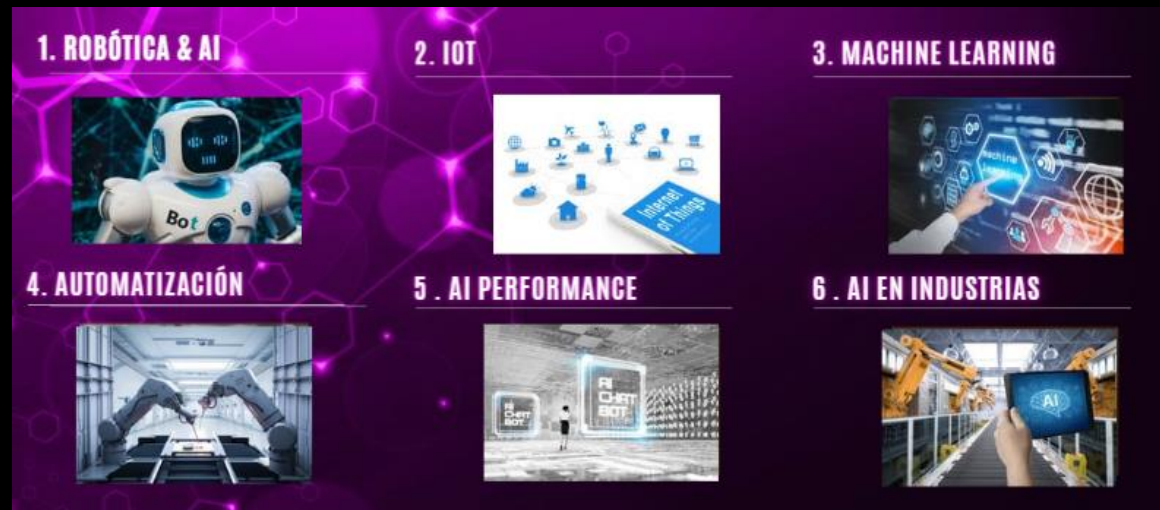 1. ROBÓTICA & AI
2. IOT
3. MACHINE LEARNING
Bot
Internet
of Things
machine
4. AUTOMATIZACIÓN
5 . AI PERFORMANCE
6 . AI EN INDUSTRIAS
AI
CHAT
BOT
AI
CHAT
BOT
AI